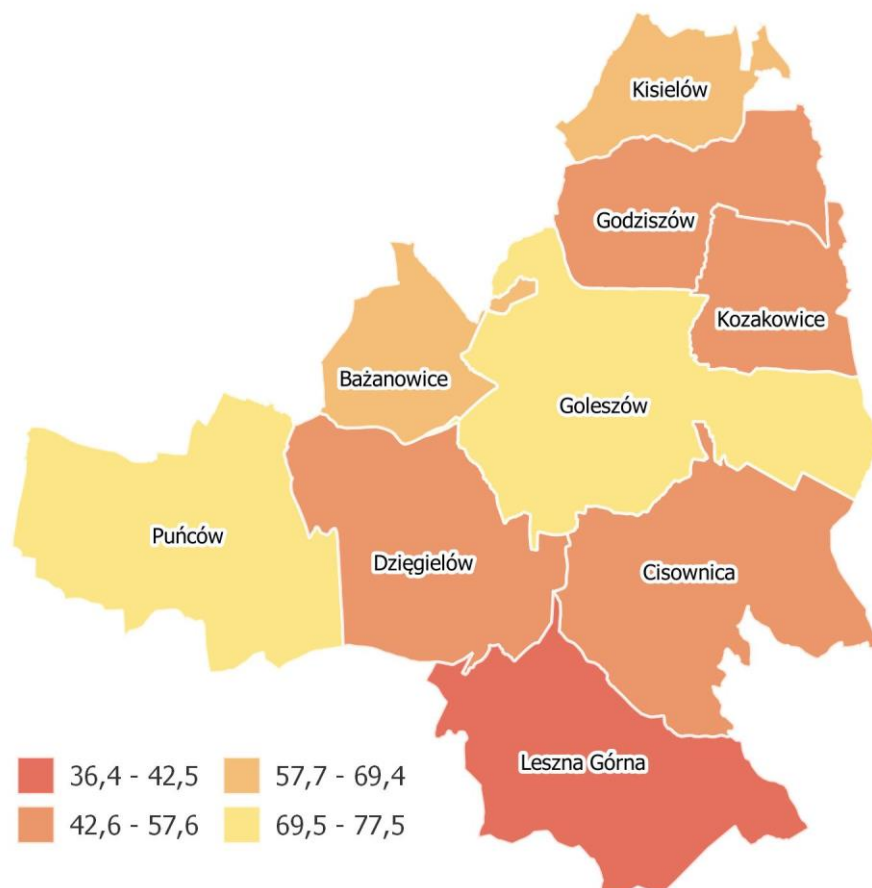 Kisielów
Godziszów
Kozakowice
Bażanowice
Goleszów
Puńców
Dzięgielów
Cisownica
Leszna Górna
36,4 - 42,5
57,7 - 69,4
42,6 - 57,6
69,5 - 77,5